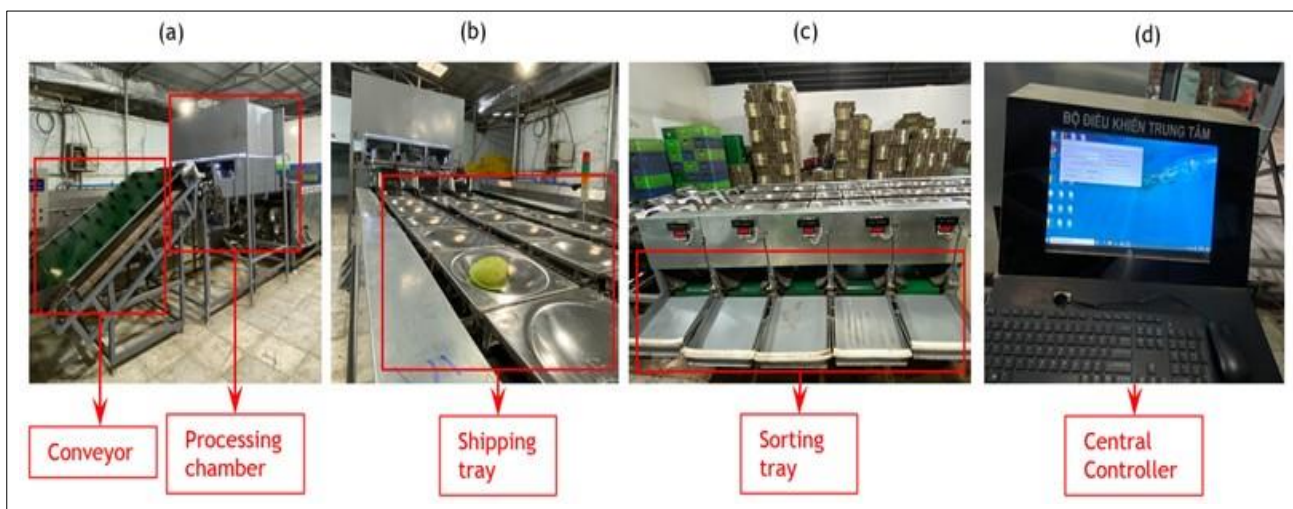 (a)
(b)
(c)
(d)
BỘ ĐIỀU KHIỂN TRUNG TÂM
Conveyor
Processing
chamber
Shipping
tray
Sorting
tray
Central
Controller